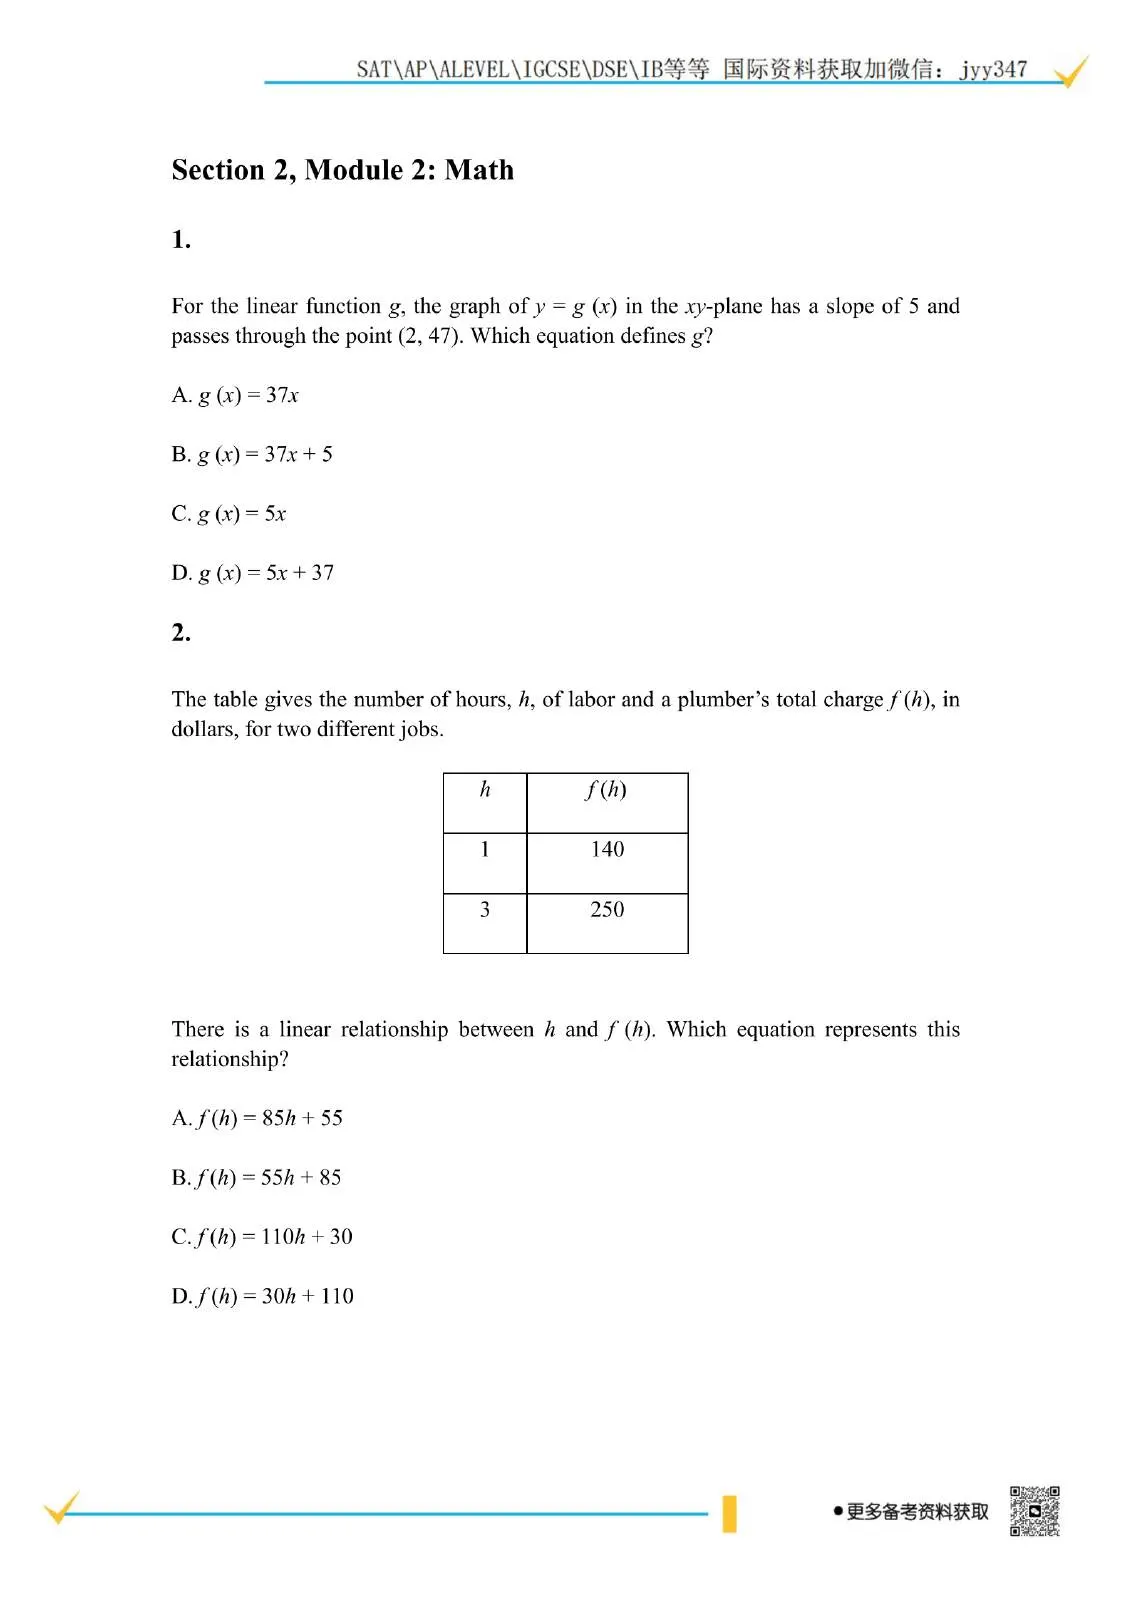 SAT\AP\ALEVEL\IGCSE\DSE\IB等等 国际资料获取加微信：jyy347
Section 2, Module 2: Math
1.
For the linear function g, the graph of y = g (x) in the xy-plane has a slope of 5 and
passes through the point (2, 47). Which equation defines g?
A. g (x) = 37x
B. g (x) = 37x + 5
C. g (x) = 5x
D. g (x) = 5x + 37
2.
The table gives the number of hours, h, of labor and a plumber’s total charge f (h), in
dollars, for two different jobs.
h f (h)
1 140
3 250
There is a linear relationship between h and f (h). Which equation represents this
relationship?
A. f (h) = 85h + 55
B. f (h) = 55h + 85
C. f (h) = 110h + 30
D. f (h) = 30h + 110
●更多备考资料获取